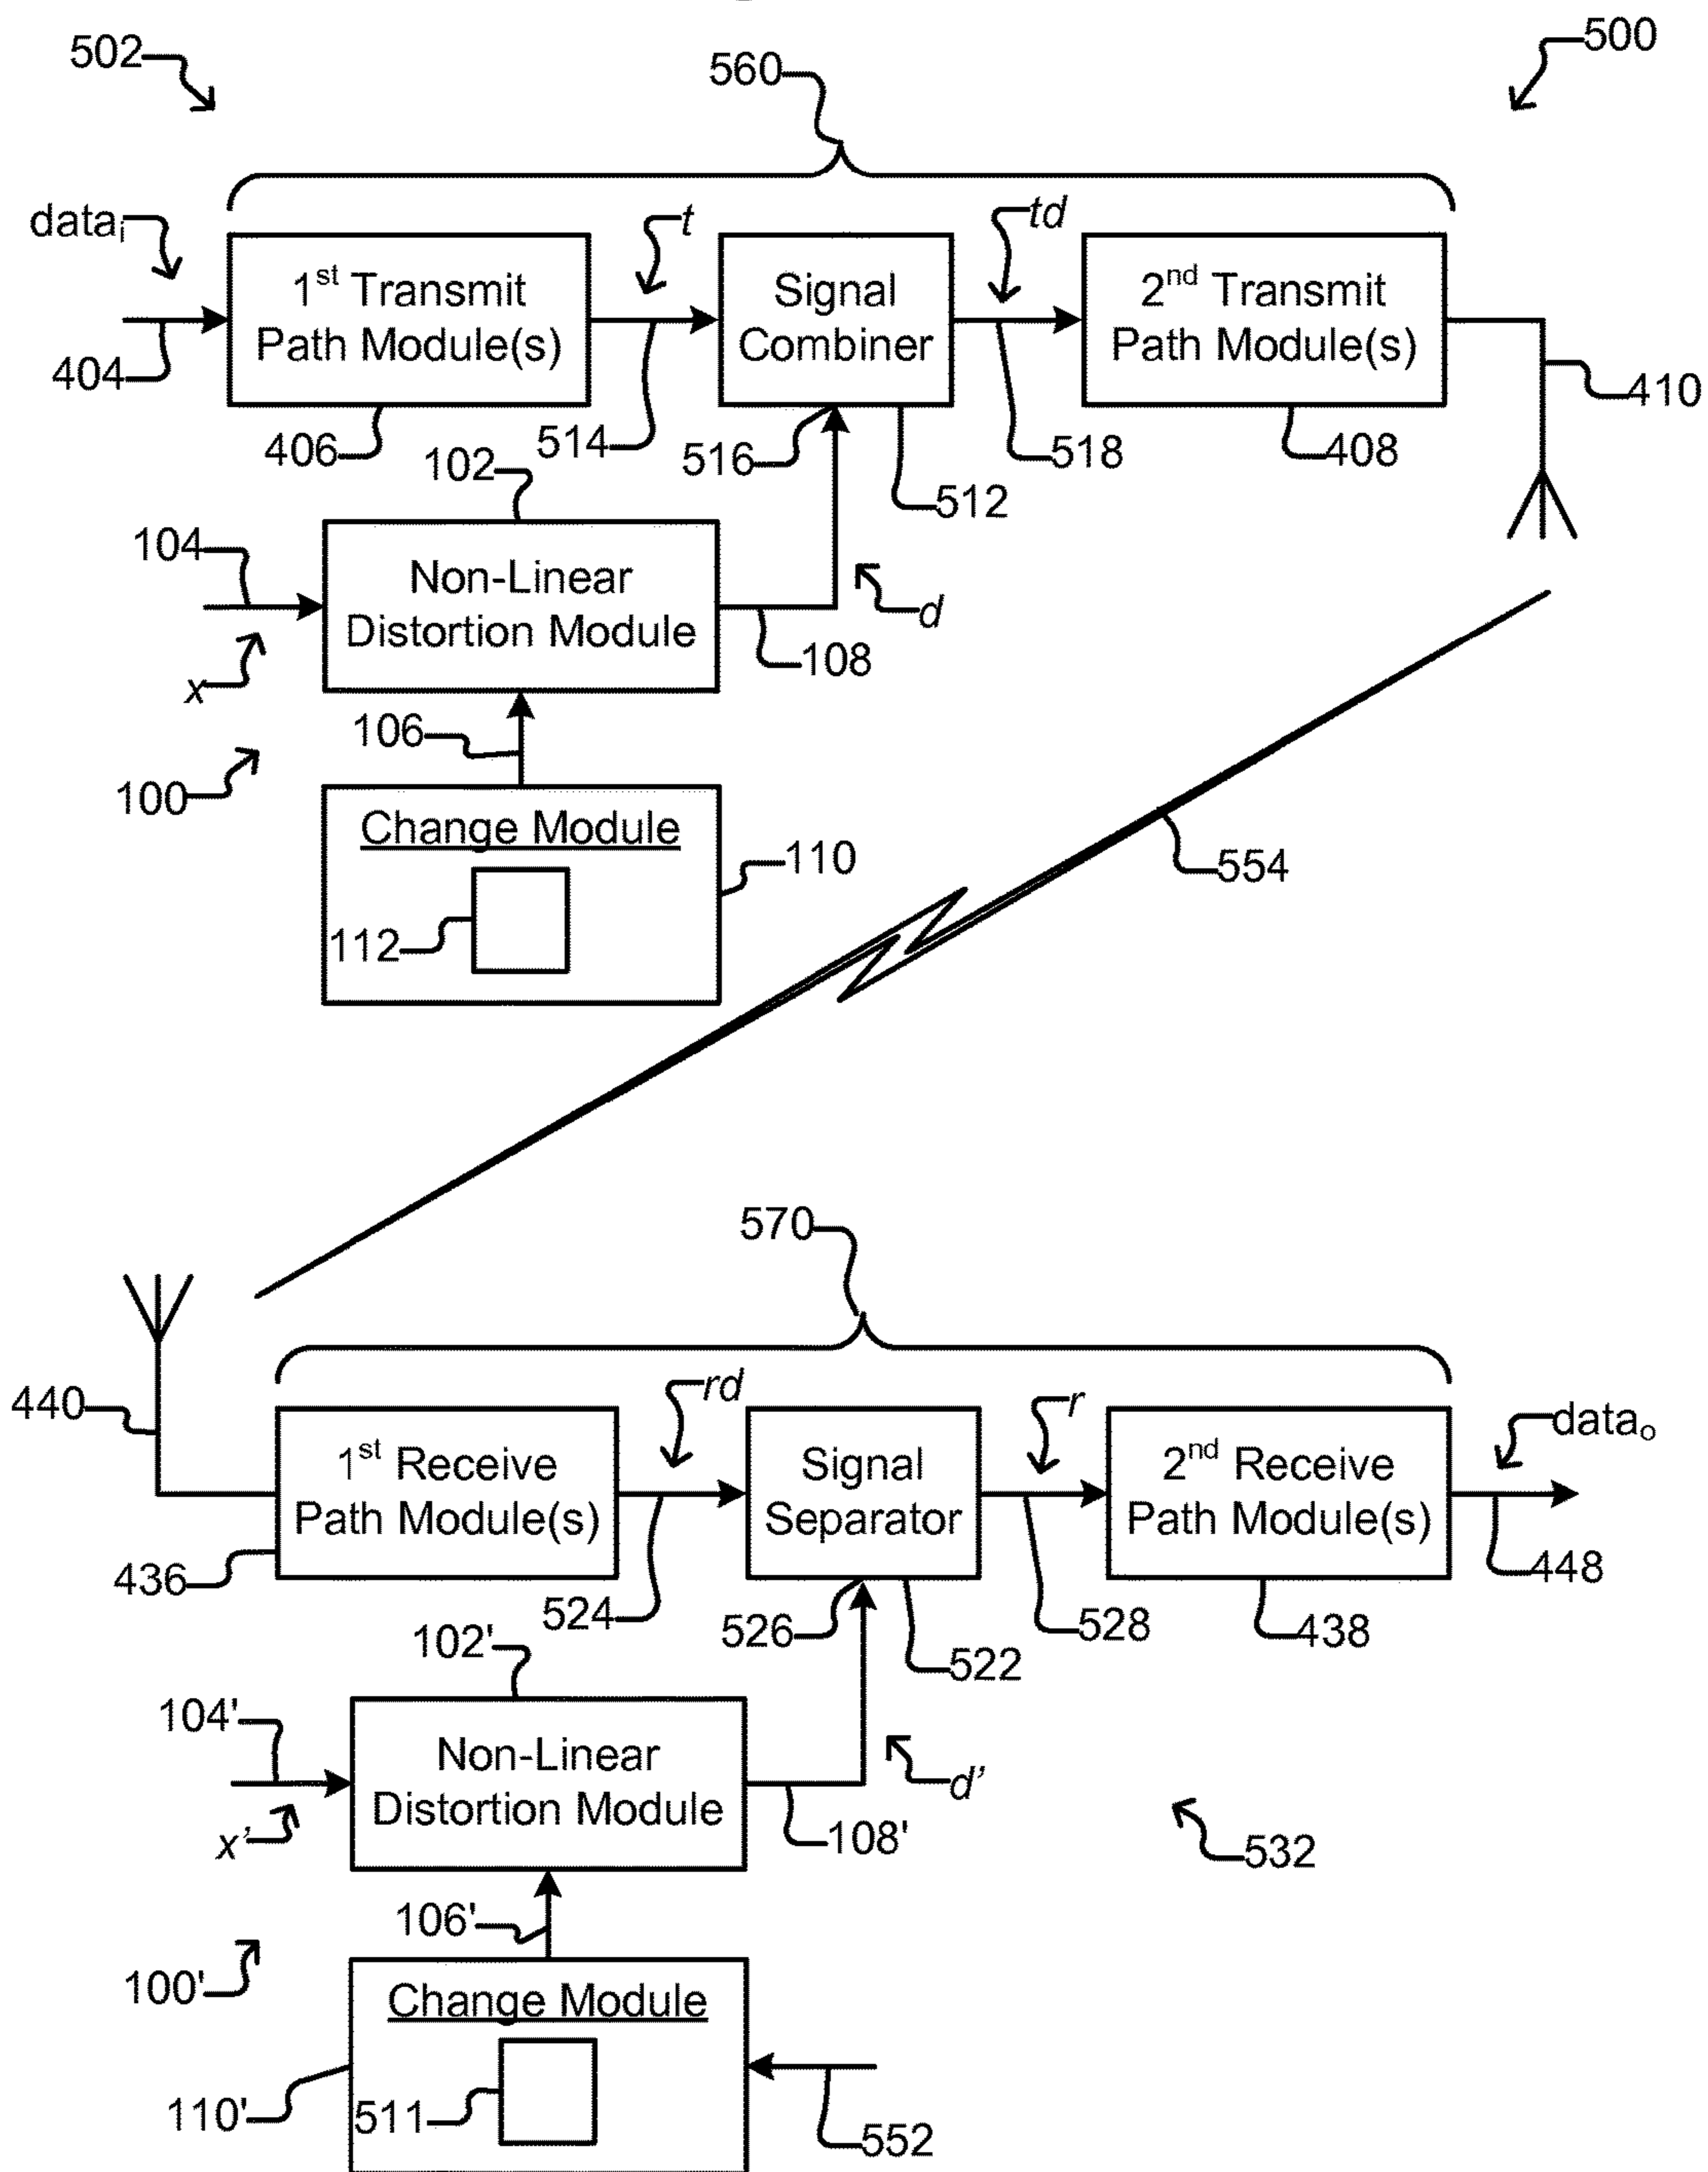 502
500
560
data_i
t
td
1st Transmit
Path Module(s)
Signal
Combiner
2nd Transmit
Path Module(s)
404
406
514
516
512
518
408
410
102
104
Non-Linear
Distortion Module
x
108
d
106
100
Change Module
110
112
554
570
440
rd
r
data_o
1st Receive
Path Module(s)
Signal
Separator
2nd Receive
Path Module(s)
436
524
526
522
528
438
448
102'
104'
Non-Linear
Distortion Module
x'
108'
d'
532
106'
100'
Change Module
110'
511
552